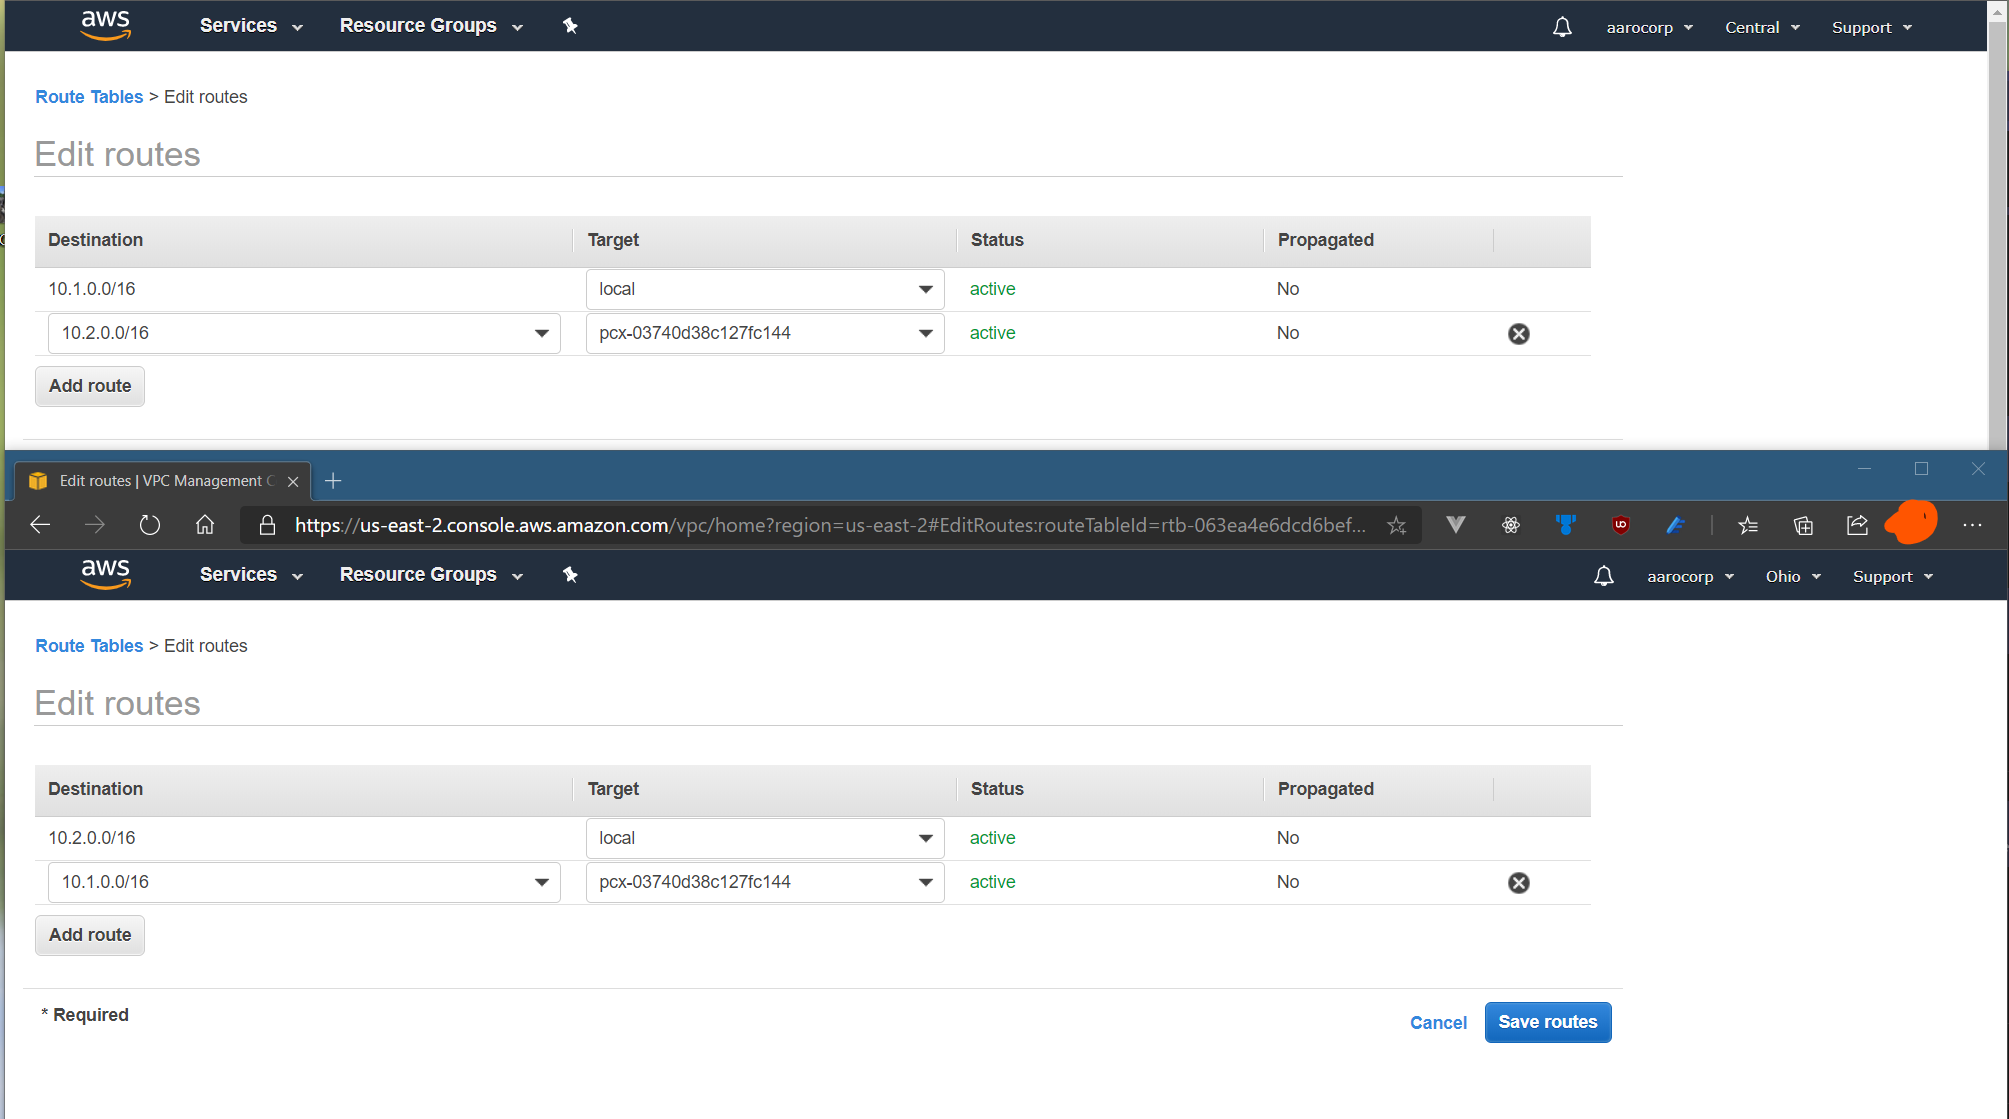 aws Services Resource Groups aarocorp Central Support
Route Tables > Edit routes
Edit routes
Destination Target Status Propagated
10.1.0.0/16 local active No
10.2.0.0/16 pcx-03740d38c127fc144 active No
Add route
Edit routes | VPC Management
https://us-east-2.console.aws.amazon.com/vpc/home?region=us-east-2#EditRoutes:routeTableId=rtb-063ea4e6dcd6bef...
aws Services Resource Groups aarocorp Ohio Support
Route Tables > Edit routes
Edit routes
Destination Target Status Propagated
10.2.0.0/16 local active No
10.1.0.0/16 pcx-03740d38c127fc144 active No
Add route
* Required Cancel Save routes